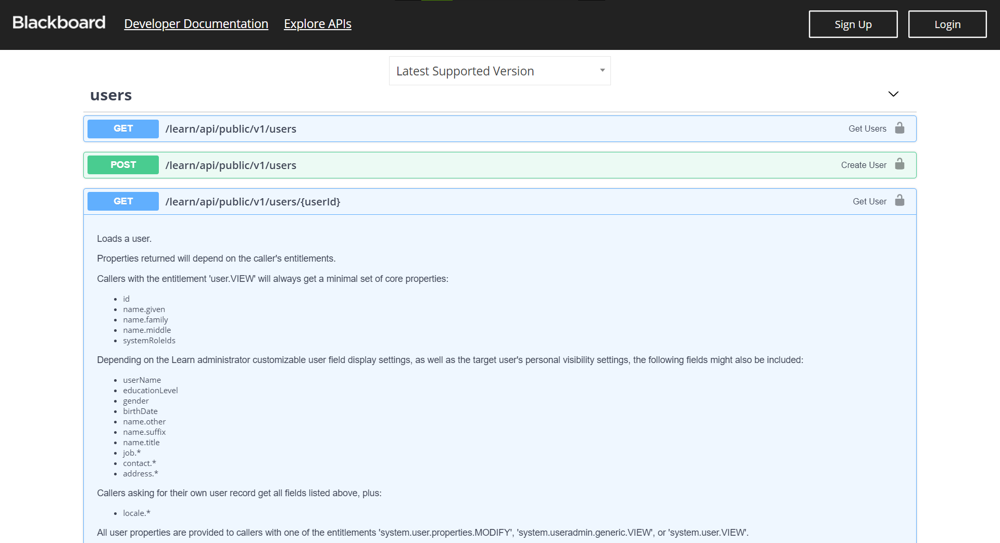 Blackboard Developer Documentation Explore APIs Sign Up Login
Latest Supported Version
users
GET /learn/api/public/v1/users Get Users
POST /learn/api/public/v1/users Create User
GET /learn/api/public/v1/users/{userId} Get User
Loads a user.
Properties returned will depend on the caller's entitlements.
Callers with the entitlement 'user.VIEW' will always get a minimal set of core properties:
• id
• name.given
• name.family
• name.middle
• systemRoleIds
Depending on the Learn administrator customizable user field display settings, as well as the target user's personal visibility settings, the following fields might also be included:
• userName
• educationLevel
• gender
• birthDate
• name.other
• name.suffix
• name.title
• job.*
• contact.*
• address.*
Callers asking for their own user record get all fields listed above, plus:
• locale.*
All user properties are provided to callers with one of the entitlements 'system.user.properties.MODIFY', 'system.useradmin.generic.VIEW', or 'system.user.VIEW'.